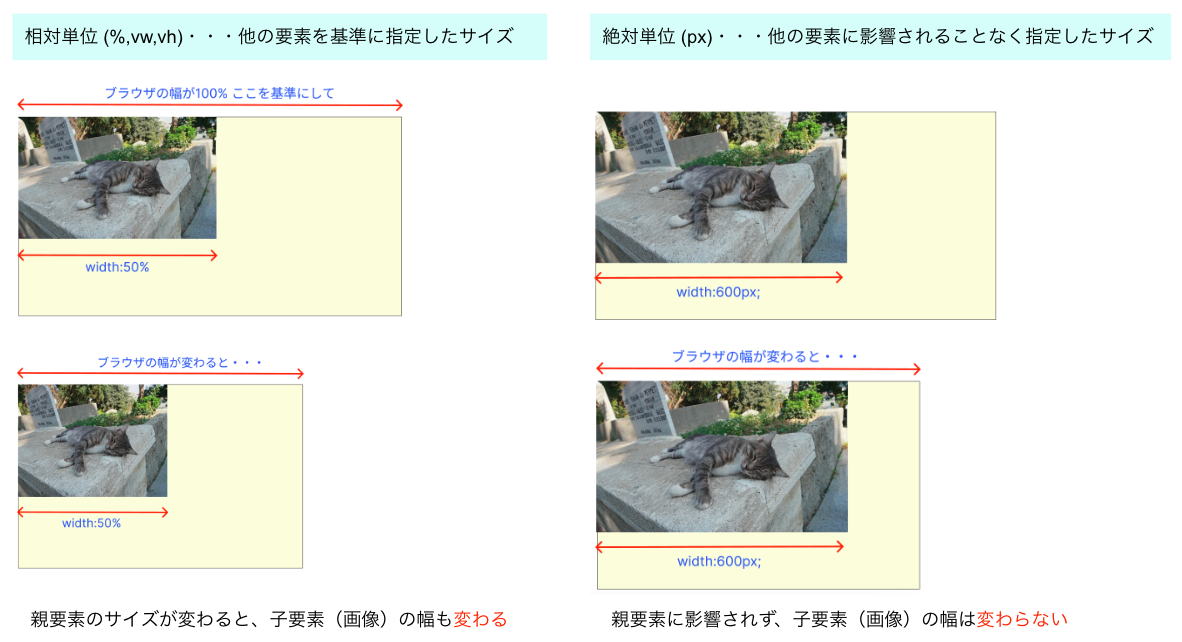 相対単位 (%,vw,vh)・・・他の要素を基準に指定したサイズ
ブラウザの幅が100% ここを基準にして
width:50%
ブラウザの幅が変わると・・・
width:50%
親要素のサイズが変わると、子要素（画像）の幅も変わる
絶対単位 (px)・・・他の要素に影響されることなく指定したサイズ
width:600px;
ブラウザの幅が変わると・・・
width:600px;
親要素に影響されず、子要素（画像）の幅は変わらない